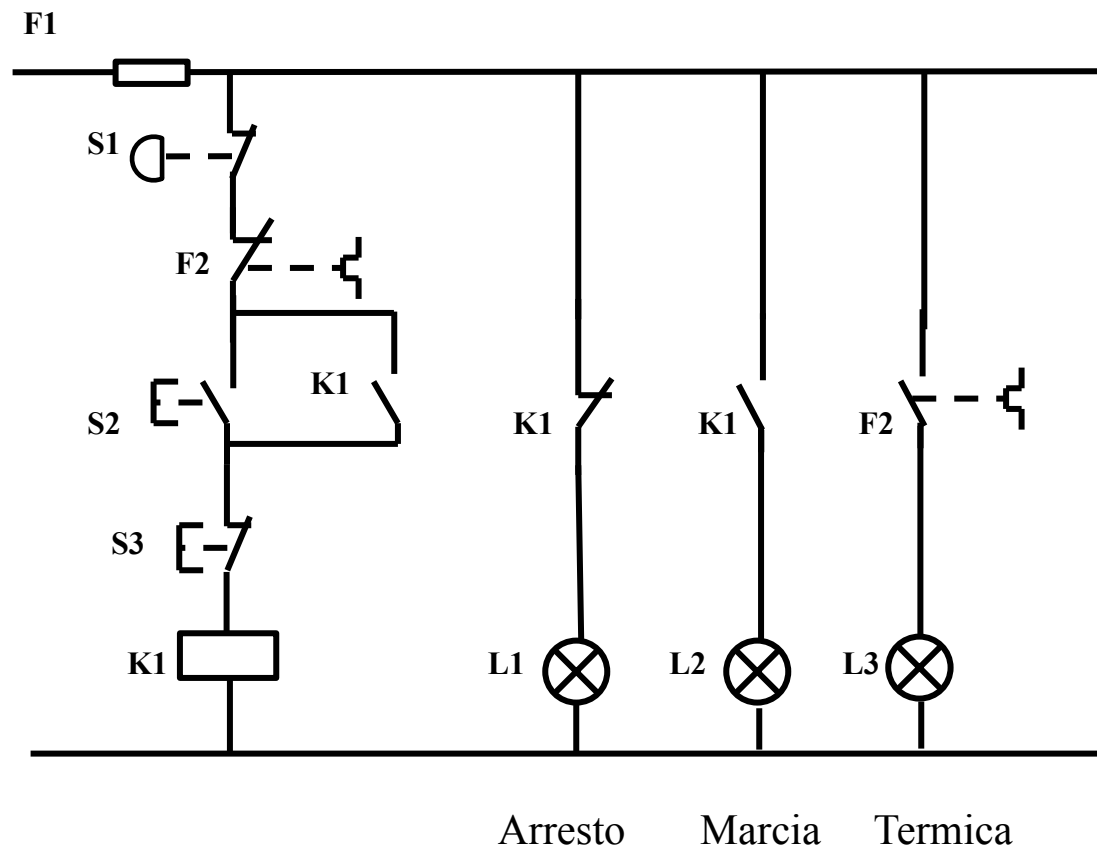 F1
S1
F2
S2
K1
K1
K1
F2
S3
K1
L1
L2
L3
Arresto Marcia Termica